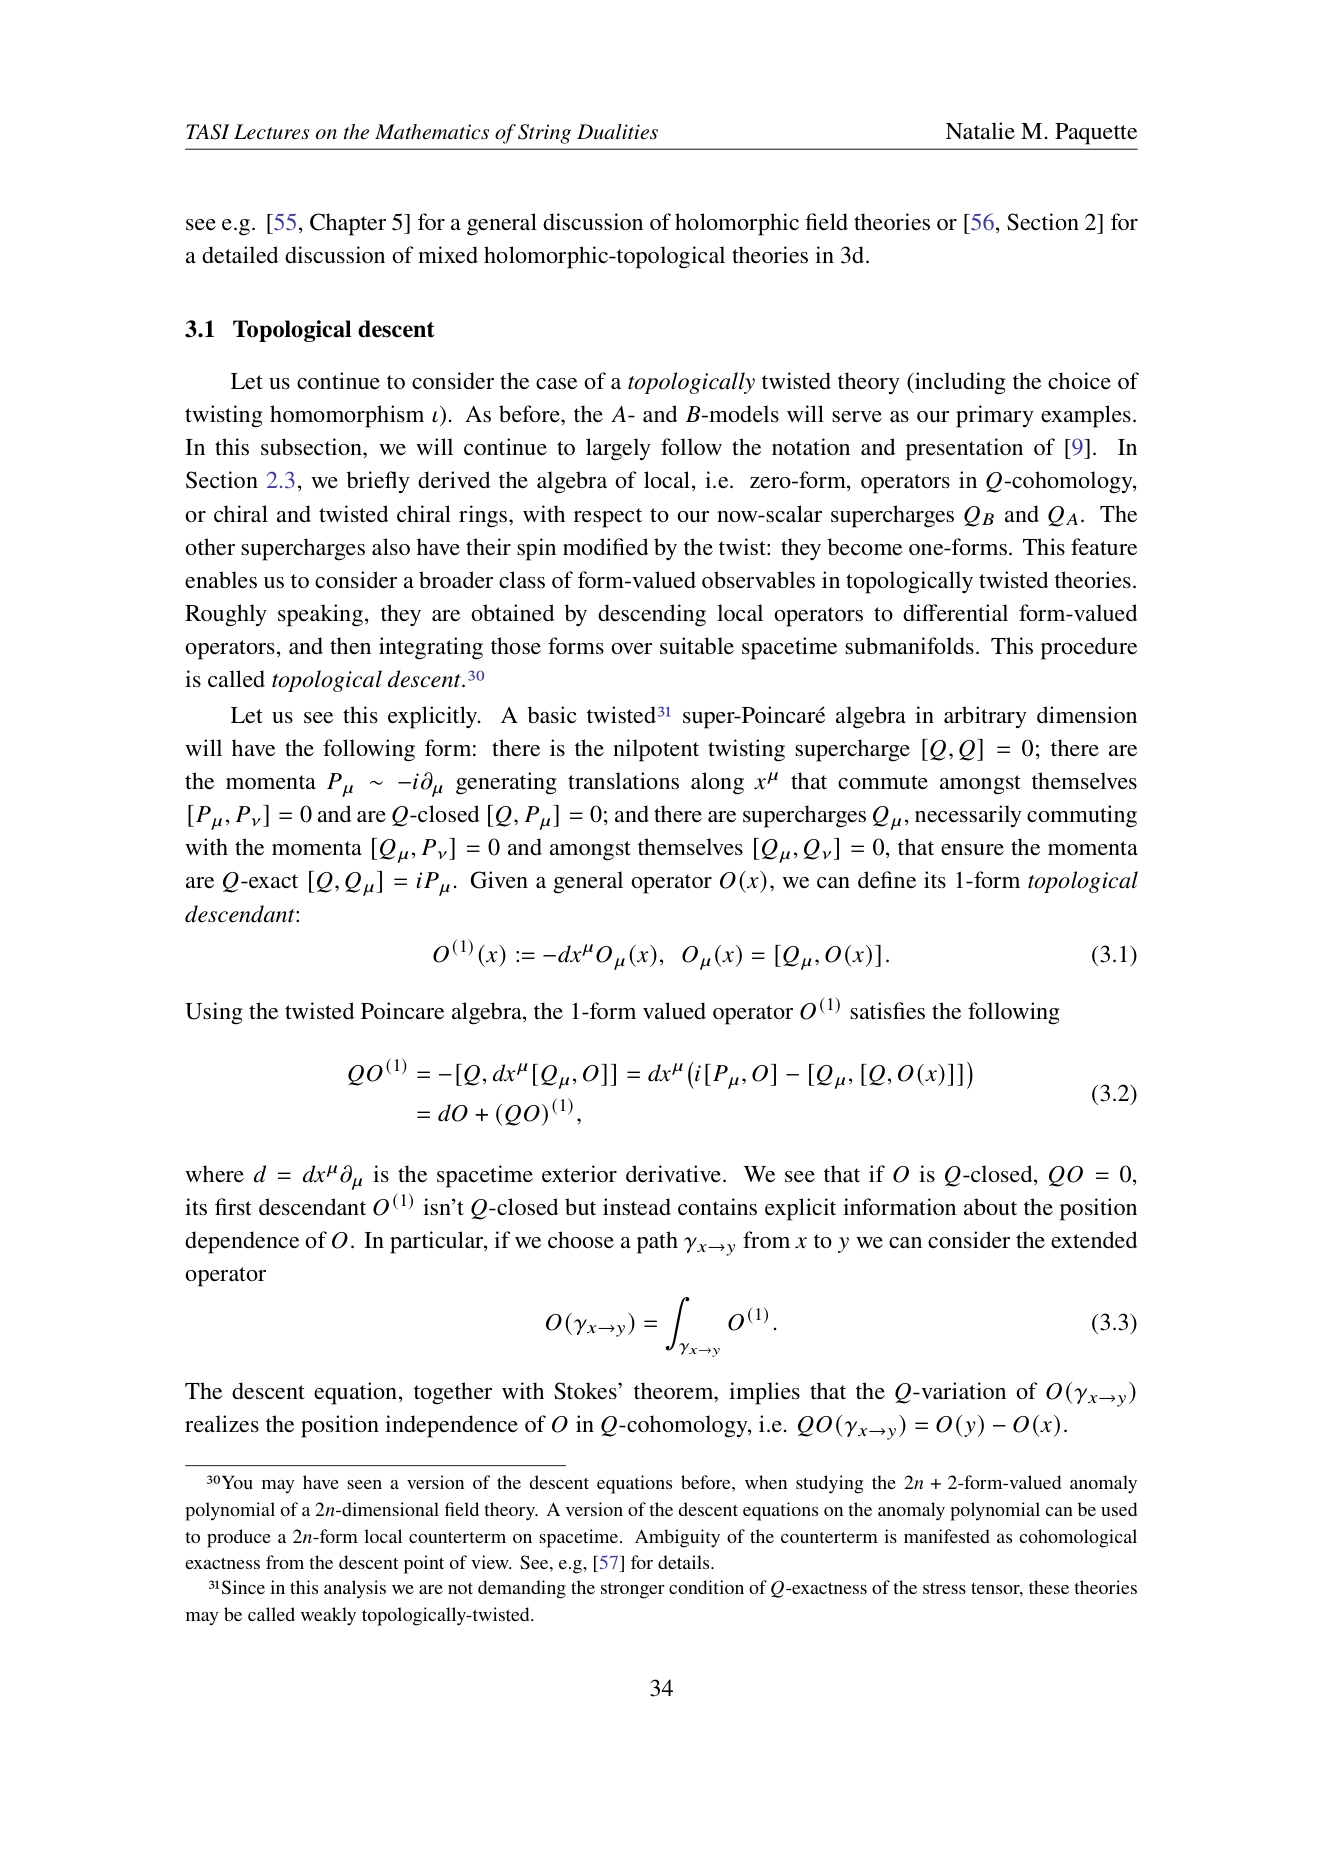 TASI Lectures on the Mathematics of String Dualities Natalie M. Paquette
see e.g. [55, Chapter 5] for a general discussion of holomorphic field theories or [56, Section 2] for
a detailed discussion of mixed holomorphic-topological theories in 3d.
3.1 Topological descent
Let us continue to consider the case of a topologically twisted theory (including the choice of
twisting homomorphism ι). As before, the A- and B-models will serve as our primary examples.
In this subsection, we will continue to largely follow the notation and presentation of [9]. In
Section 2.3, we briefly derived the algebra of local, i.e. zero-form, operators in Q-cohomology,
or chiral and twisted chiral rings, with respect to our now-scalar supercharges Q_B and Q_A. The
other supercharges also have their spin modified by the twist: they become one-forms. This feature
enables us to consider a broader class of form-valued observables in topologically twisted theories.
Roughly speaking, they are obtained by descending local operators to differential form-valued
operators, and then integrating those forms over suitable spacetime submanifolds. This procedure
is called topological descent.³⁰
Let us see this explicitly. A basic twisted³¹ super-Poincaré algebra in arbitrary dimension
will have the following form: there is the nilpotent twisting supercharge [Q, Q] = 0; there are
the momenta P_μ ∼ −i∂_μ generating translations along x^μ that commute amongst themselves
[P_μ, P_ν] = 0 and are Q-closed [Q, P_μ] = 0; and there are supercharges Q_μ, necessarily commuting
with the momenta [Q_μ, P_ν] = 0 and amongst themselves [Q_μ, Q_ν] = 0, that ensure the momenta
are Q-exact [Q, Q_μ] = iP_μ. Given a general operator O(x), we can define its 1-form topological
descendant:
O^(1)(x) := −dx^μ O_μ(x), O_μ(x) = [Q_μ, O(x)]. (3.1)
Using the twisted Poincare algebra, the 1-form valued operator O^(1) satisfies the following
QO^(1) = −[Q, dx^μ[Q_μ, O]] = dx^μ(i[P_μ, O] − [Q_μ, [Q, O(x)]])
= dO + (QO)^(1), (3.2)
where d = dx^μ∂_μ is the spacetime exterior derivative. We see that if O is Q-closed, QO = 0,
its first descendant O^(1) isn't Q-closed but instead contains explicit information about the position
dependence of O. In particular, if we choose a path γ_{x→y} from x to y we can consider the extended
operator
O(γ_{x→y}) = ∫_{γ_{x→y}} O^(1). (3.3)
The descent equation, together with Stokes' theorem, implies that the Q-variation of O(γ_{x→y})
realizes the position independence of O in Q-cohomology, i.e. QO(γ_{x→y}) = O(y) − O(x).
³⁰You may have seen a version of the descent equations before, when studying the 2n + 2-form-valued anomaly
polynomial of a 2n-dimensional field theory. A version of the descent equations on the anomaly polynomial can be used
to produce a 2n-form local counterterm on spacetime. Ambiguity of the counterterm is manifested as cohomological
exactness from the descent point of view. See, e.g, [57] for details.
³¹Since in this analysis we are not demanding the stronger condition of Q-exactness of the stress tensor, these theories
may be called weakly topologically-twisted.
34